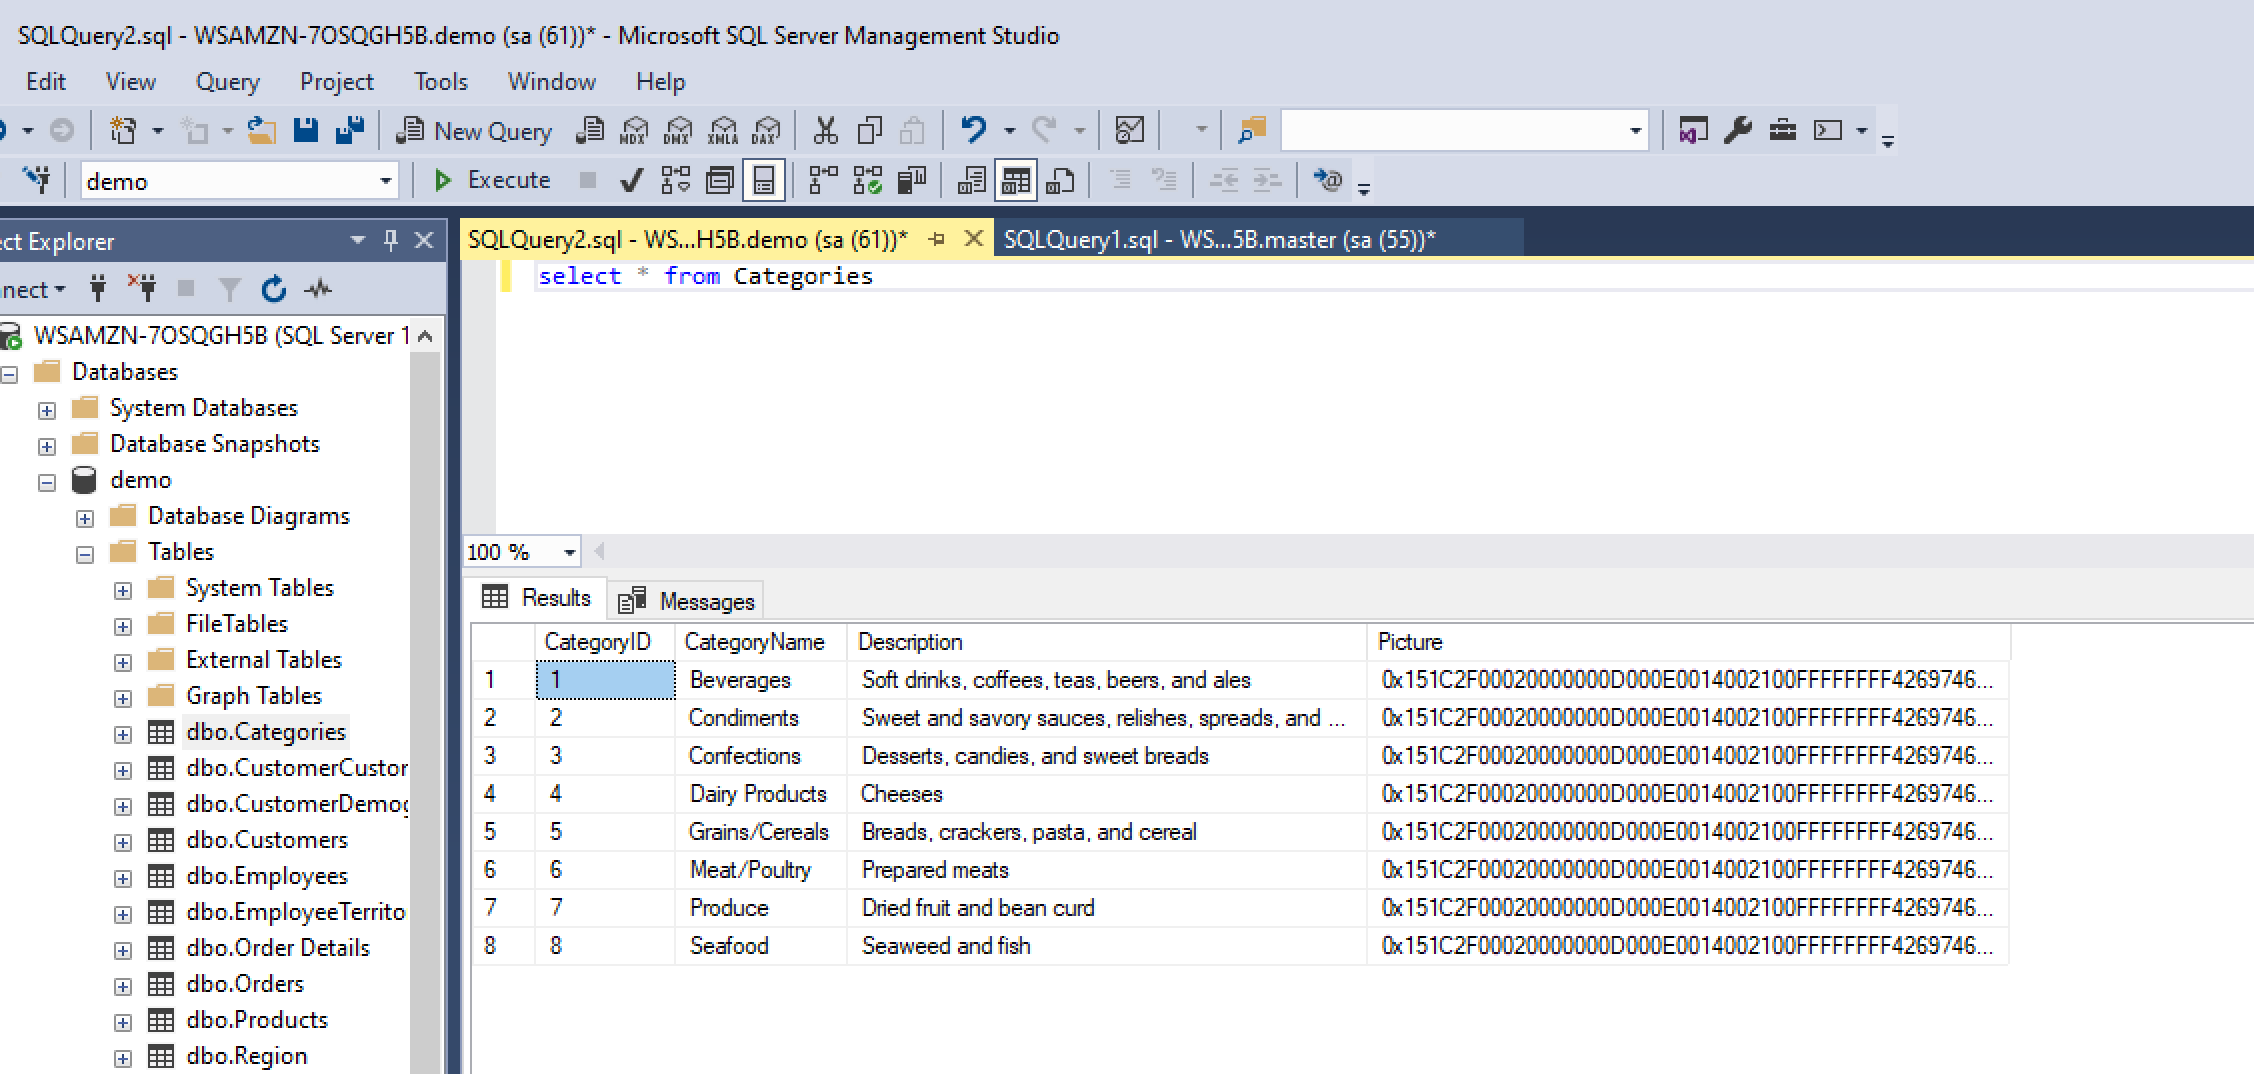 SQLQuery2.sql - WSAMZN-7OSQGH5B.demo (sa (61))* - Microsoft SQL Server Management Studio
Edit View Query Project Tools Window Help
New Query MDX DMX XMLA DAX
demo Execute
ct Explorer
SQLQuery2.sql - WS...H5B.demo (sa (61))* SQLQuery1.sql - WS...5B.master (sa (55))*
nect
select * from Categories
WSAMZN-7OSQGH5B (SQL Server 1
Databases
System Databases
Database Snapshots
demo
Database Diagrams
Tables
System Tables
FileTables
External Tables
Graph Tables
dbo.Categories
dbo.CustomerCustor
dbo.CustomerDemog
dbo.Customers
dbo.Employees
dbo.EmployeeTerrito
dbo.Order Details
dbo.Orders
dbo.Products
dbo.Region
100 %
Results Messages
CategoryID CategoryName Description Picture
1 1 Beverages Soft drinks, coffees, teas, beers, and ales 0x151C2F00020000000D000E0014002100FFFFFFFF4269746...
2 2 Condiments Sweet and savory sauces, relishes, spreads, and ... 0x151C2F00020000000D000E0014002100FFFFFFFF4269746...
3 3 Confections Desserts, candies, and sweet breads 0x151C2F00020000000D000E0014002100FFFFFFFF4269746...
4 4 Dairy Products Cheeses 0x151C2F00020000000D000E0014002100FFFFFFFF4269746...
5 5 Grains/Cereals Breads, crackers, pasta, and cereal 0x151C2F00020000000D000E0014002100FFFFFFFF4269746...
6 6 Meat/Poultry Prepared meats 0x151C2F00020000000D000E0014002100FFFFFFFF4269746...
7 7 Produce Dried fruit and bean curd 0x151C2F00020000000D000E0014002100FFFFFFFF4269746...
8 8 Seafood Seaweed and fish 0x151C2F00020000000D000E0014002100FFFFFFFF4269746...